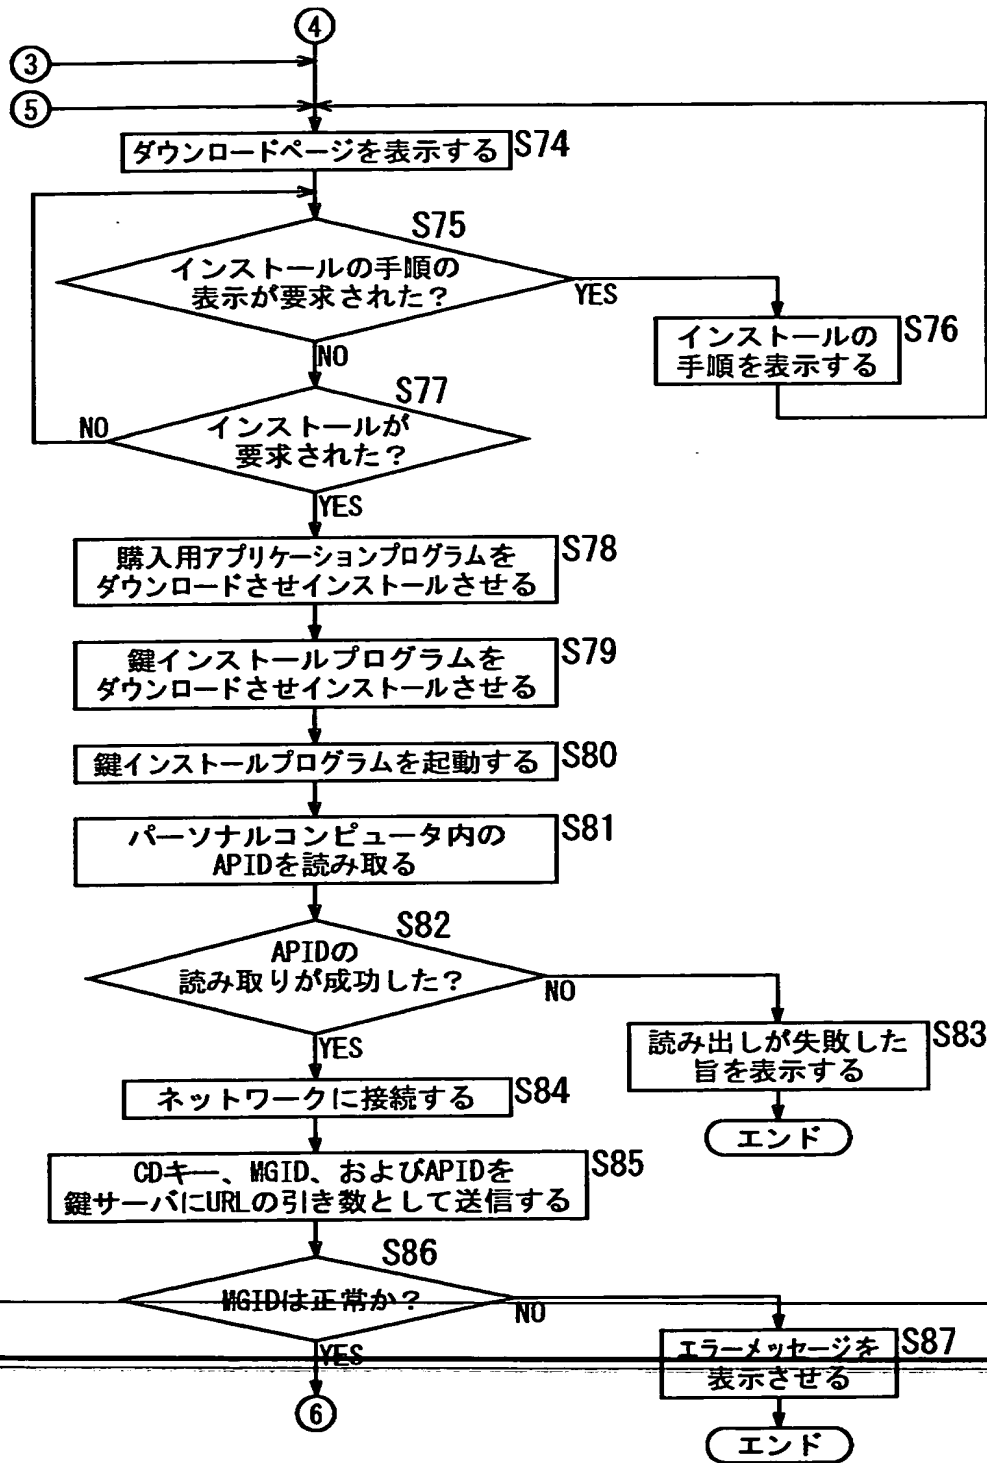 ④
③
⑤
ダウンロードページを表示する
S74
S75
インストールの手順の
表示が要求された？
YES
NO
S76
インストールの
手順を表示する
S77
インストールが
要求された？
NO
YES
購入用アプリケーションプログラムを
ダウンロードさせインストールさせる
S78
鍵インストールプログラムを
ダウンロードさせインストールさせる
S79
鍵インストールプログラムを起動する
S80
パーソナルコンピュータ内の
APIDを読み取る
S81
S82
APIDの
読み取りが成功した？
NO
YES
読み出しが失敗した
旨を表示する
S83
エンド
ネットワークに接続する
S84
CDキー、MGID、およびAPIDを
鍵サーバにURLの引き数として送信する
S85
S86
MGIDは正常か？
NO
YES
エラーメッセージを
表示させる
S87
⑥
エンド